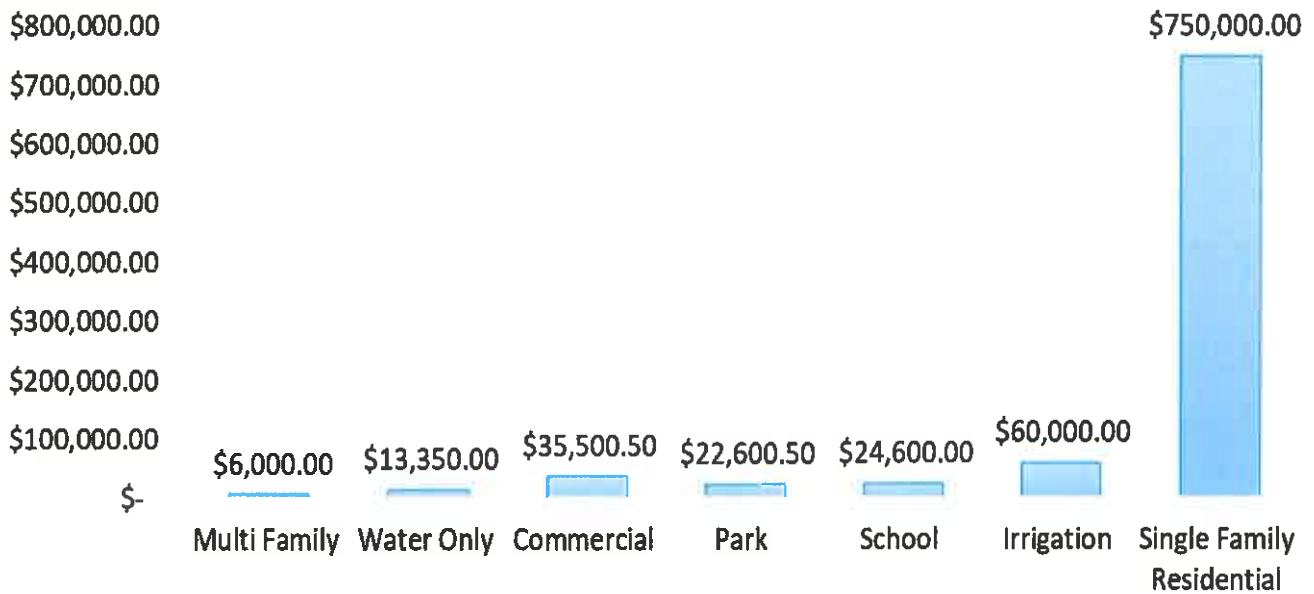 $800,000.00
$700,000.00
$600,000.00
$500,000.00
$400,000.00
$300,000.00
$200,000.00
$100,000.00
$-
$6,000.00
$13,350.00
$35,500.50
$22,600.50
$24,600.00
$60,000.00
$750,000.00
Multi Family
Water Only
Commercial
Park
School
Irrigation
Single Family
Residential